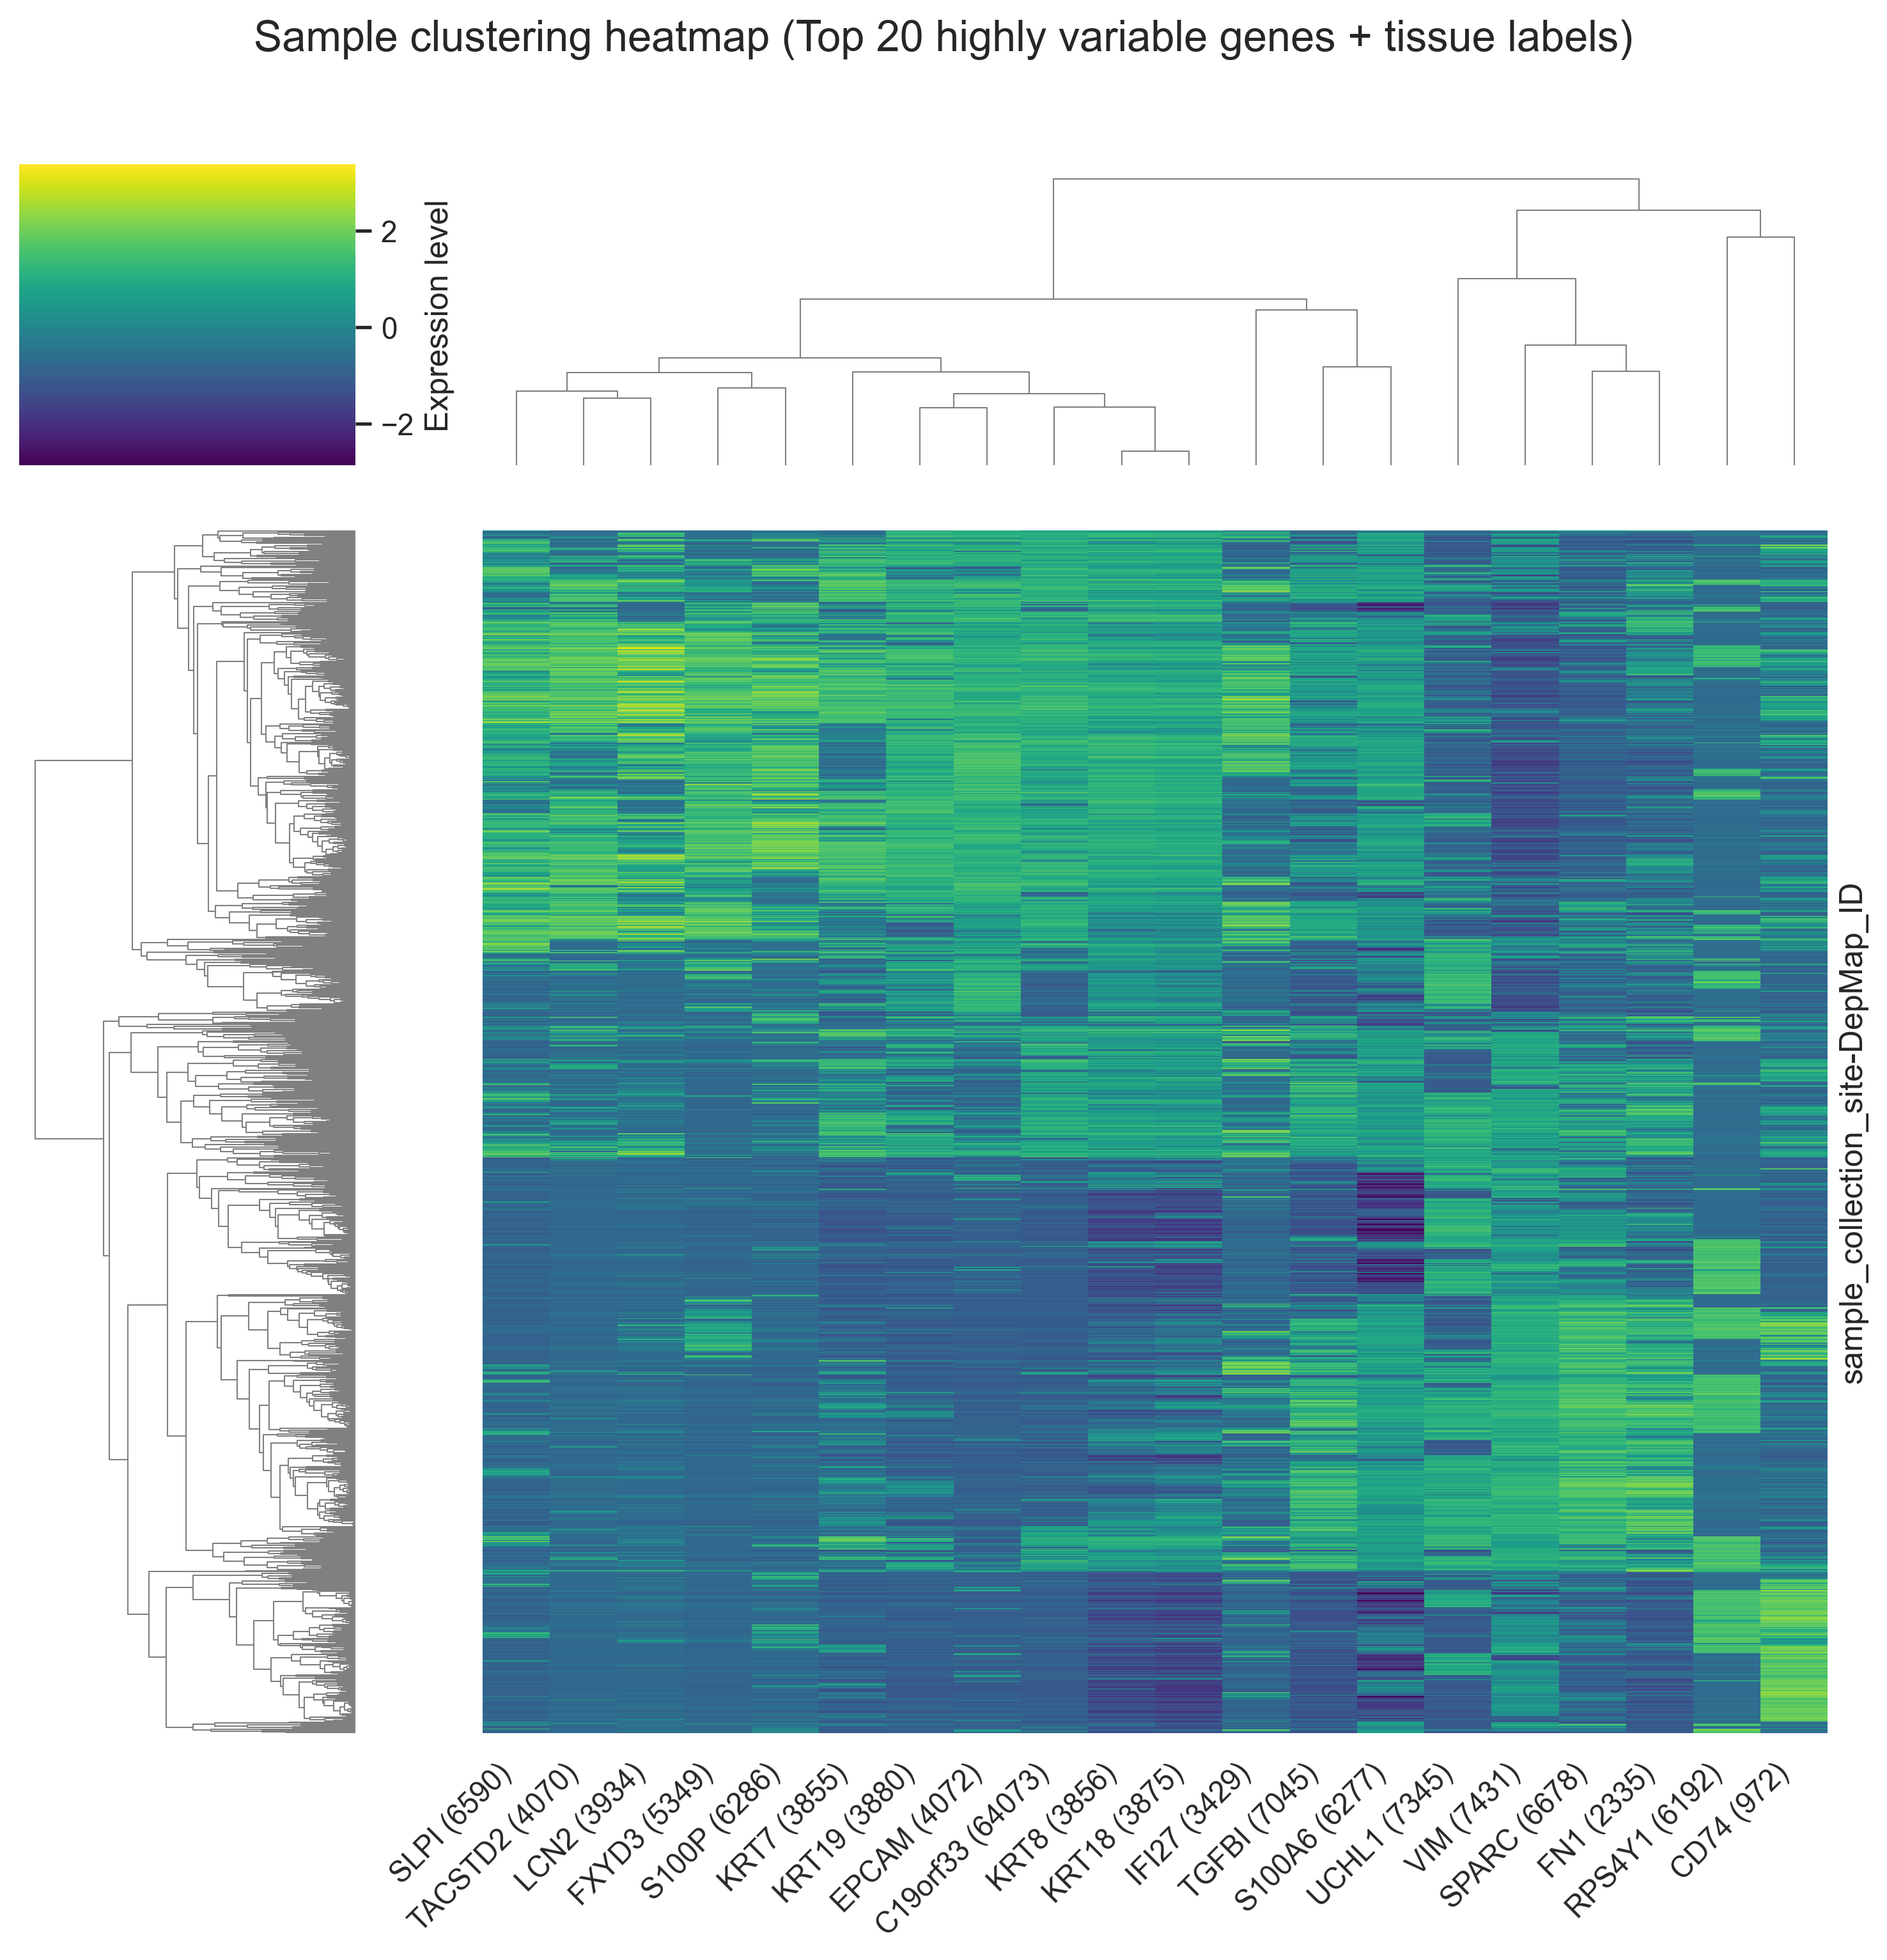 Sample clustering heatmap (Top 20 highly variable genes + tissue labels)
2
0
−2
Expression level
sample_collection_site-DepMap_ID
SLPI (6590)
TACSTD2 (4070)
LCN2 (3934)
FXYD3 (5349)
S100P (6286)
KRT7 (3855)
KRT19 (3880)
EPCAM (4072)
C19orf33 (64073)
KRT8 (3856)
KRT18 (3875)
IFI27 (3429)
TGFBI (7045)
S100A6 (6277)
UCHL1 (7345)
VIM (7431)
SPARC (6678)
FN1 (2335)
RPS4Y1 (6192)
CD74 (972)